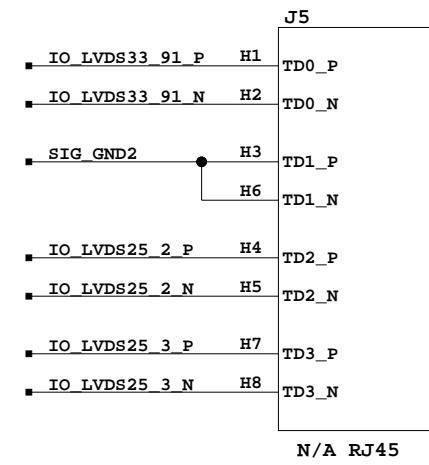 J5
IO_LVDS33_91_P H1 TD0_P
IO_LVDS33_91_N H2 TD0_N
SIG_GND2 H3 TD1_P
H6 TD1_N
IO_LVDS25_2_P H4 TD2_P
IO_LVDS25_2_N H5 TD2_N
IO_LVDS25_3_P H7 TD3_P
IO_LVDS25_3_N H8 TD3_N
N/A RJ45